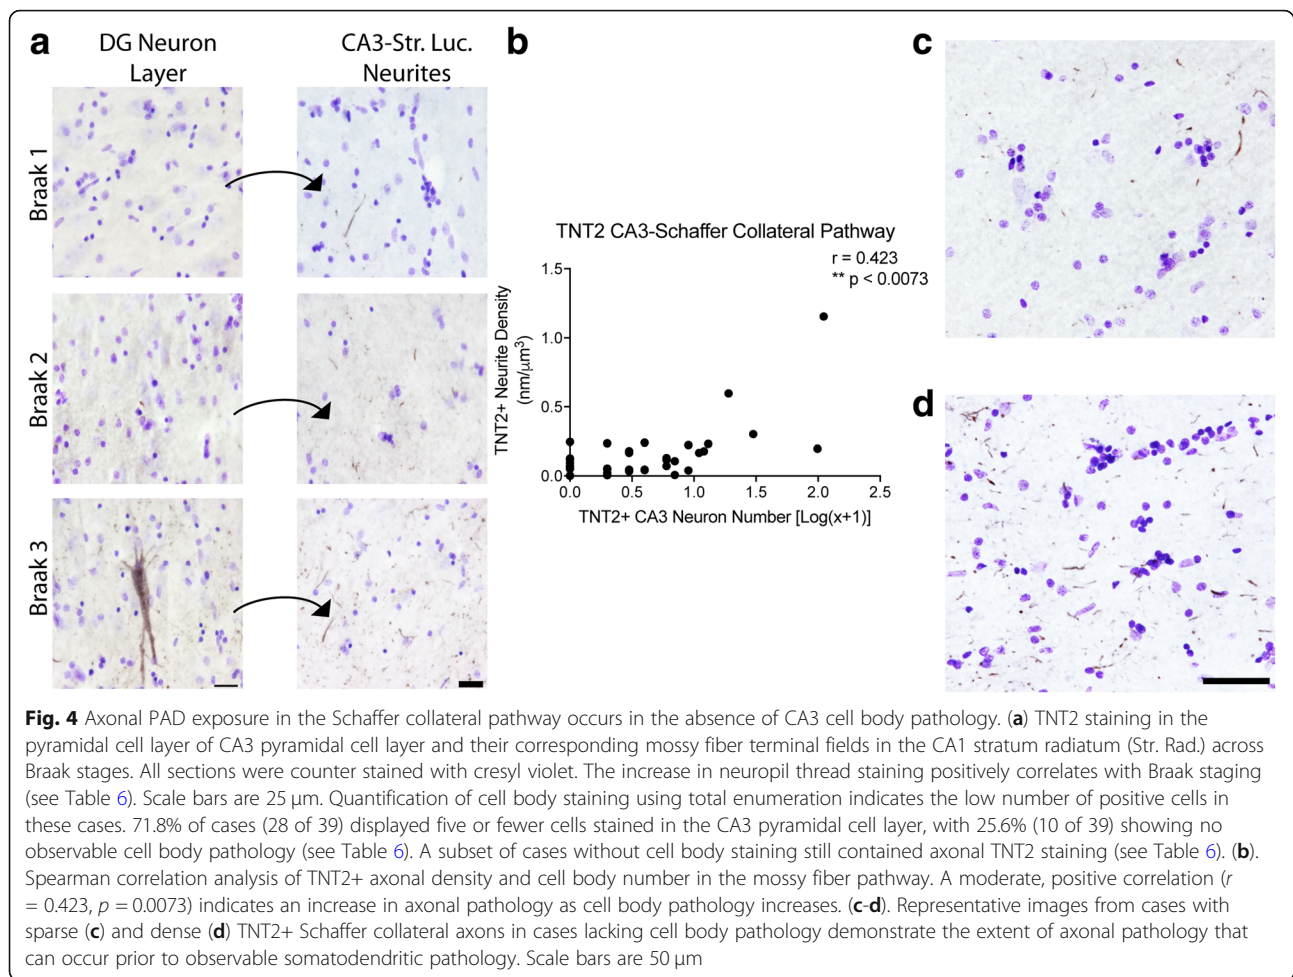 a
DG Neuron
Layer
CA3-Str. Luc.
Neurites
Braak 1
Braak 2
Braak 3
b
TNT2 CA3-Schaffer Collateral Pathway
r = 0.423
** p < 0.0073
TNT2+ Neurite Density
(nm/µm³)
1.5
1.0
0.5
0.0
0.0 0.5 1.0 1.5 2.0 2.5
TNT2+ CA3 Neuron Number [Log(x+1)]
c
d
Fig. 4 Axonal PAD exposure in the Schaffer collateral pathway occurs in the absence of CA3 cell body pathology. (a) TNT2 staining in the
pyramidal cell layer of CA3 pyramidal cell layer and their corresponding mossy fiber terminal fields in the CA1 stratum radiatum (Str. Rad.) across
Braak stages. All sections were counter stained with cresyl violet. The increase in neuropil thread staining positively correlates with Braak staging
(see Table 6). Scale bars are 25 µm. Quantification of cell body staining using total enumeration indicates the low number of positive cells in
these cases. 71.8% of cases (28 of 39) displayed five or fewer cells stained in the CA3 pyramidal cell layer, with 25.6% (10 of 39) showing no
observable cell body pathology (see Table 6). A subset of cases without cell body staining still contained axonal TNT2 staining (see Table 6). (b).
Spearman correlation analysis of TNT2+ axonal density and cell body number in the mossy fiber pathway. A moderate, positive correlation (r
= 0.423, p = 0.0073) indicates an increase in axonal pathology as cell body pathology increases. (c-d). Representative images from cases with
sparse (c) and dense (d) TNT2+ Schaffer collateral axons in cases lacking cell body pathology demonstrate the extent of axonal pathology that
can occur prior to observable somatodendritic pathology. Scale bars are 50 µm